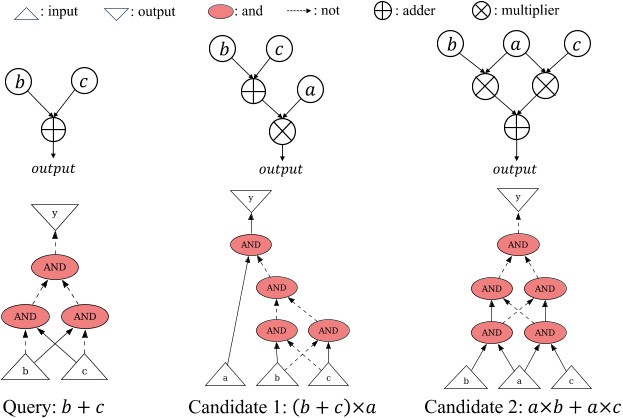 : input : output : and : not : adder : multiplier
b c
b c a
b a c
output output output
y y y
AND AND AND
AND AND AND
AND AND AND AND AND AND
b c a b c b a c
Query: b + c Candidate 1: (b + c)×a Candidate 2: a×b + a×c